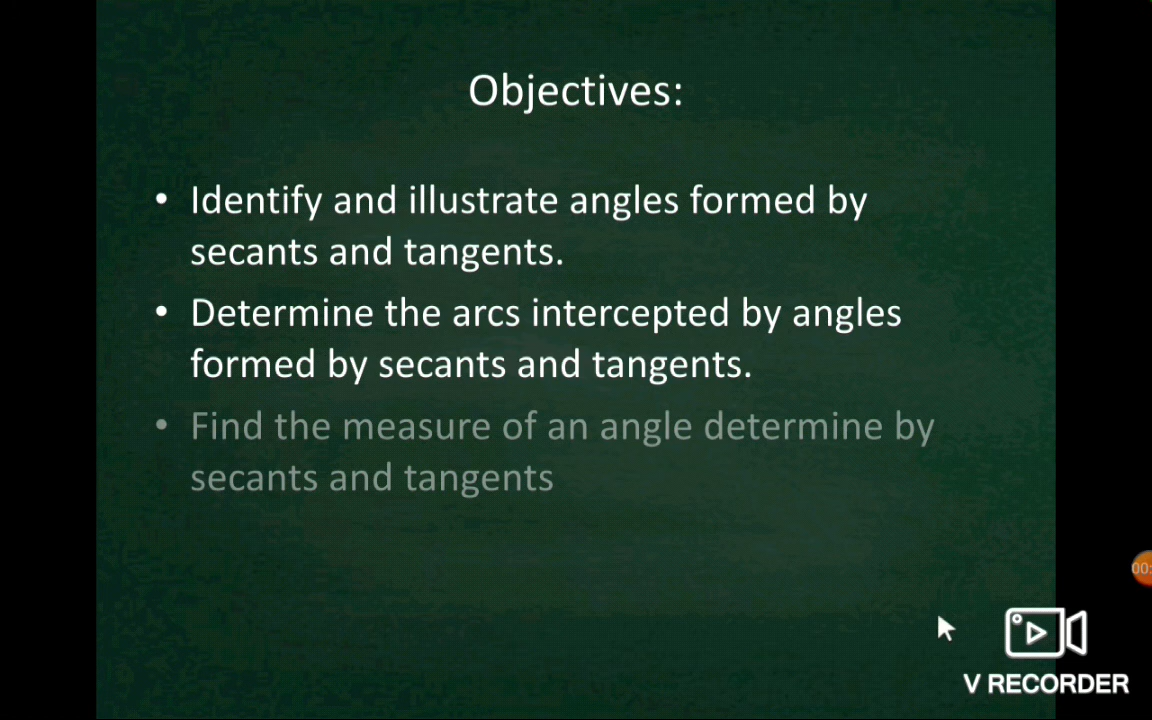 Objectives:
• Identify and illustrate angles formed by
secants and tangents.
• Determine the arcs intercepted by angles
formed by secants and tangents.
• Find the measure of an angle determine by
secants and tangents
00:
V RECORDER